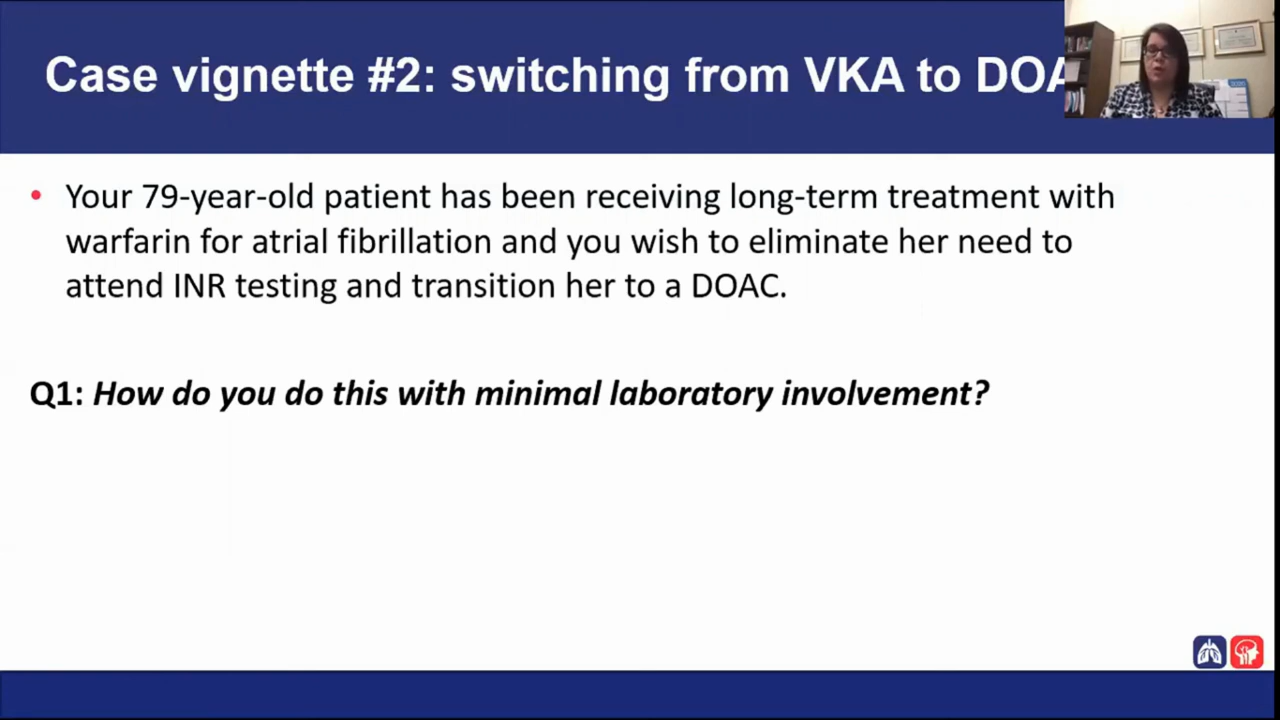 Case vignette #2: switching from VKA to DOA
• Your 79-year-old patient has been receiving long-term treatment with
warfarin for atrial fibrillation and you wish to eliminate her need to
attend INR testing and transition her to a DOAC.
Q1: How do you do this with minimal laboratory involvement?